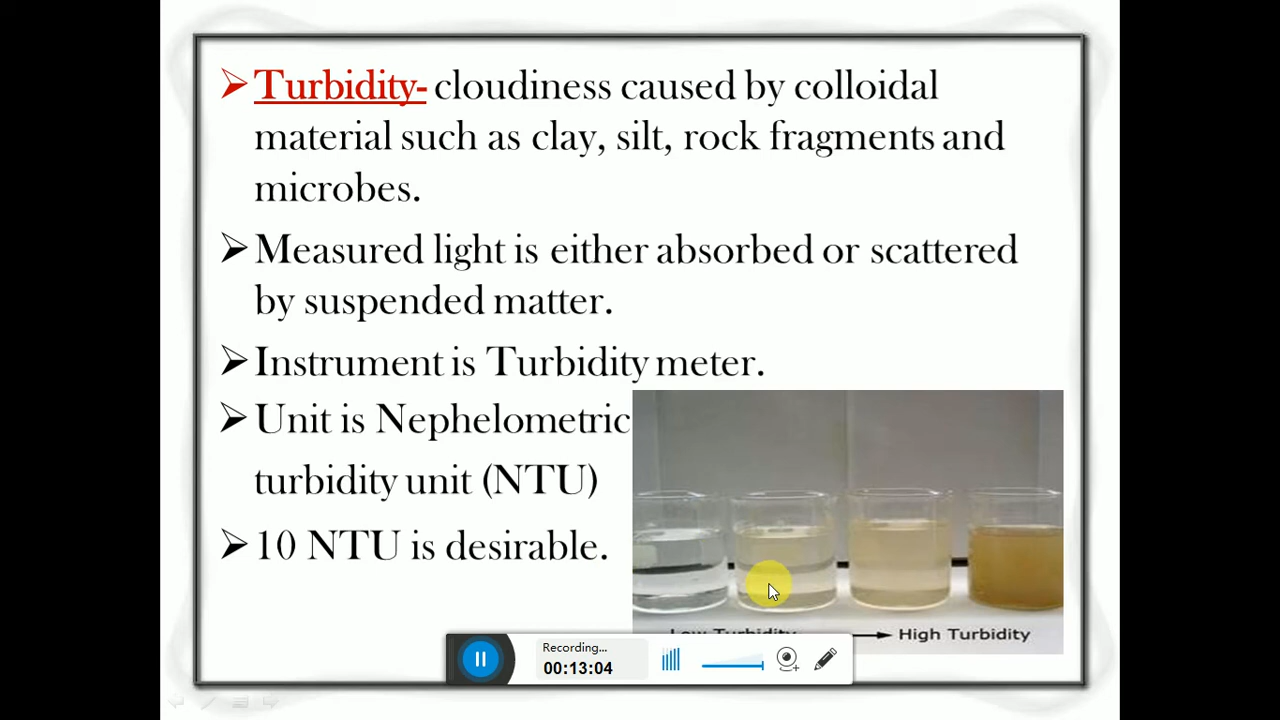 Turbidity- cloudiness caused by colloidal
material such as clay, silt, rock fragments and
microbes.
Measured light is either absorbed or scattered
by suspended matter.
Instrument is Turbidity meter.
Unit is Nephelometric
turbidity unit (NTU)
10 NTU is desirable.
Low Turbidity
High Turbidity
Recording...
00:13:04